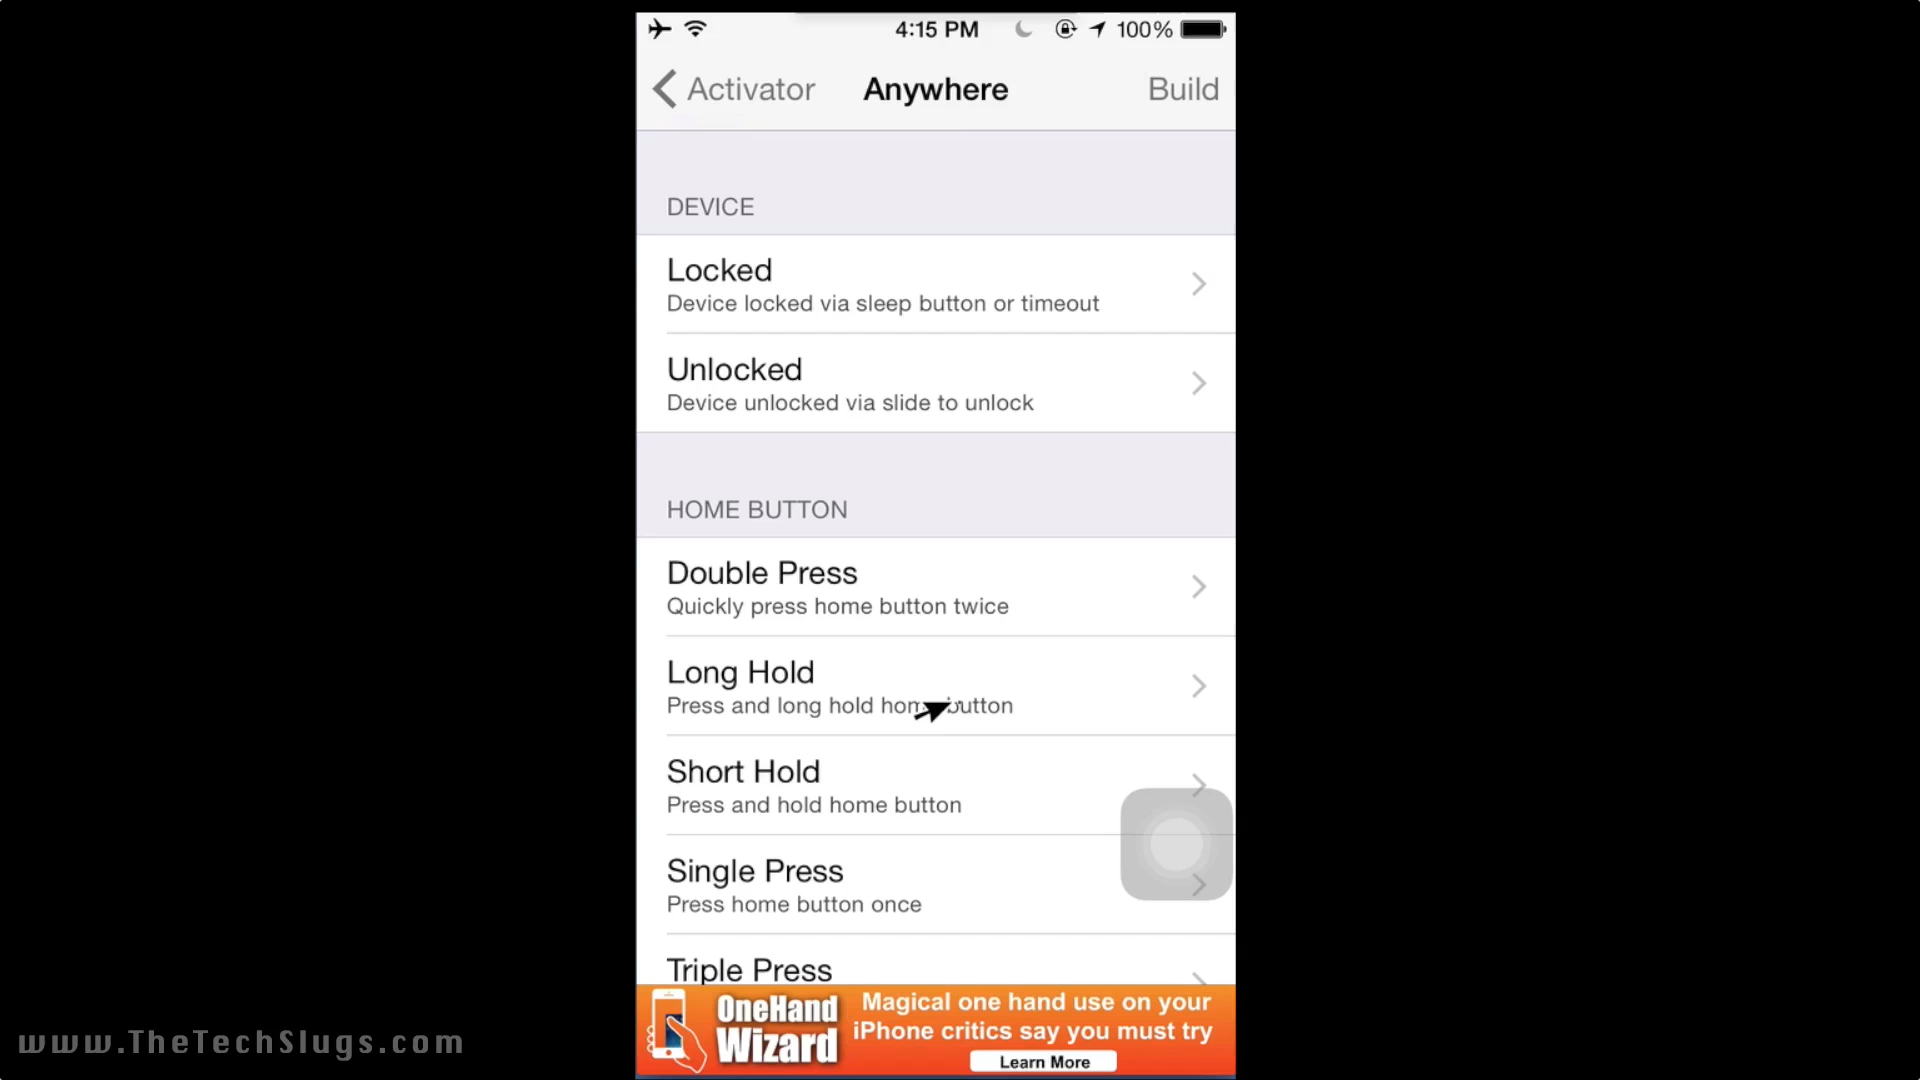 4:15 PM 100%
Activator Anywhere Build
DEVICE
Locked
Device locked via sleep button or timeout
Unlocked
Device unlocked via slide to unlock
HOME BUTTON
Double Press
Quickly press home button twice
Long Hold
Press and long hold home button
Short Hold
Press and hold home button
Single Press
Press home button once
Triple Press
OneHand Wizard
Magical one hand use on your
iPhone critics say you must try
Learn More
www.TheTechSlugs.com